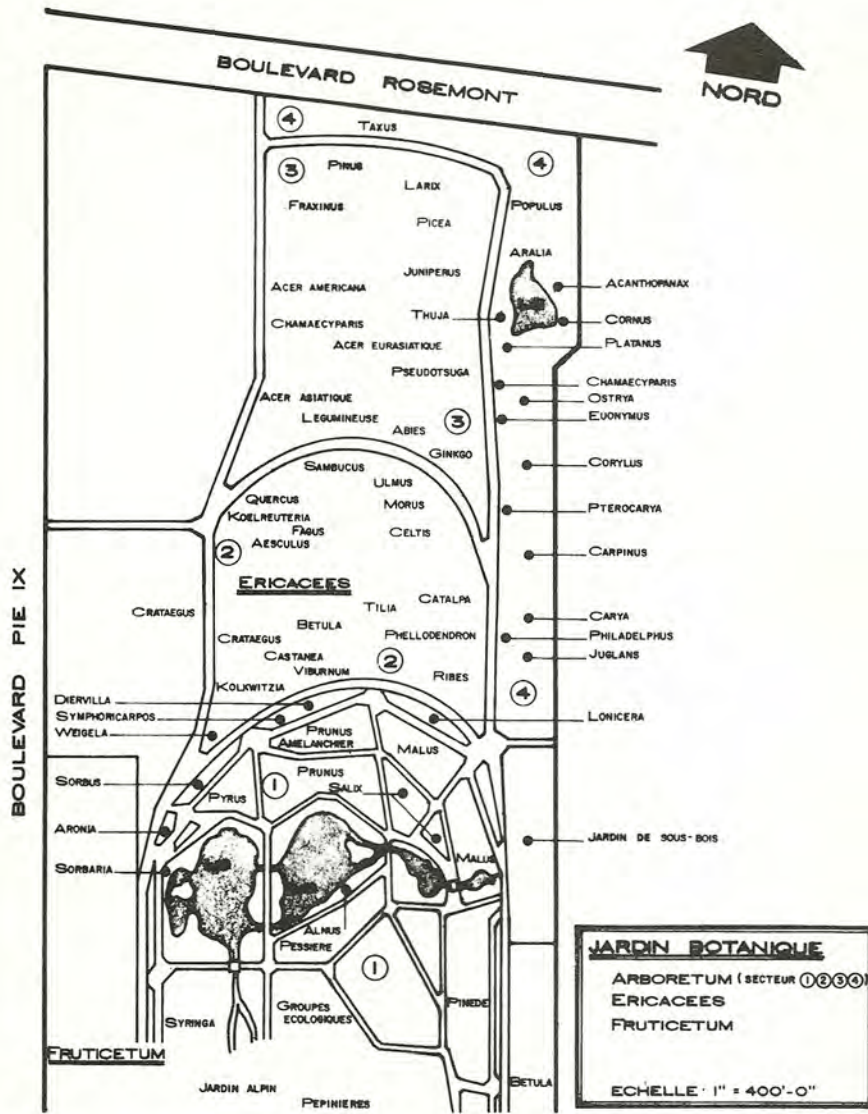 BOULEVARD ROSEMONT
NORD
4
TAXUS
3
PINUS
4
LARIX
FRAXINUS
POPULUS
PICEA
ARALIA
JUNIPERUS
ACER AMERICANA
ACANTHOPANAX
THUJA
CORNUS
CHAMAECYPARIS
ACER EURASIATIQUE
PLATANUS
PSEUDOTSUGA
CHAMAECYPARIS
ACER ASIATIQUE
OSTRYA
LEGUMINEUSE
3
EUONYMUS
ABIES
GINKGO
SAMBUCUS
CORYLUS
ULMUS
QUERCUS
MORUS
PTEROCARYA
KOELREUTERIA
FAGUS
CELTIS
AESCULUS
2
CARPINUS
ERICACEES
BOULEVARD PIE IX
CRATAEGUS
TILIA
CATALPA
CARYA
BETULA
CRATAEGUS
PHELLODENDRON
PHILADELPHUS
CASTANEA
2
JUGLANS
VIBURNUM
RIBES
KOLKWITZIA
4
DIERVILLA
SYMPHORICARPOS
LONICERA
WEIGELA
PRUNUS
AMELANCHIER
MALUS
PRUNUS
SORBUS
1
SALIX
PYRUS
ARONIA
JARDIN DE SOUS-BOIS
SORBARIA
MALUS
ALNUS
PESSIERE
1
JARDIN BOTANIQUE
ARBORETUM (SECTEUR 1 2 3 4)
ERICACEES
FRUTICETUM
ECHELLE · 1" = 400'-0"
SYRINGA
GROUPES
ECOLOGIQUES
PINEDE
FRUTICETUM
BETULA
JARDIN ALPIN
PEPINIERES